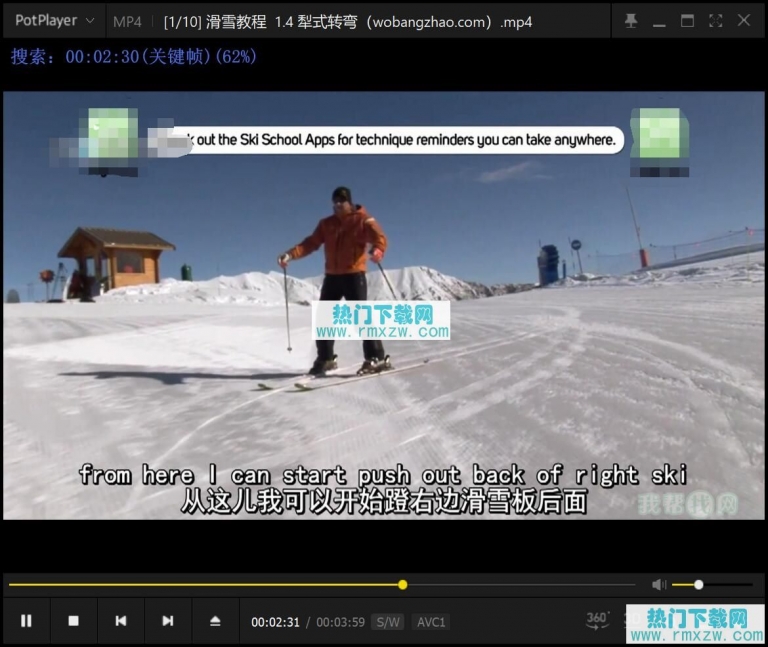 PotPlayer
MP4
[1/10] 滑雪教程 1.4 犁式转弯（wobangzhao.com）.mp4
搜索: 00:02:30(关键帧)(62%)
out the Ski School Apps for technique reminders you can take anywhere.
热门下载网
www.rmxzw.com
from here I can start push out back of right ski
从这儿我可以开始蹬右边滑雪板后面
我帮找网
00:02:31 / 00:03:59 S/W AVC1
360°
热门下载网
www.rmxzw.com